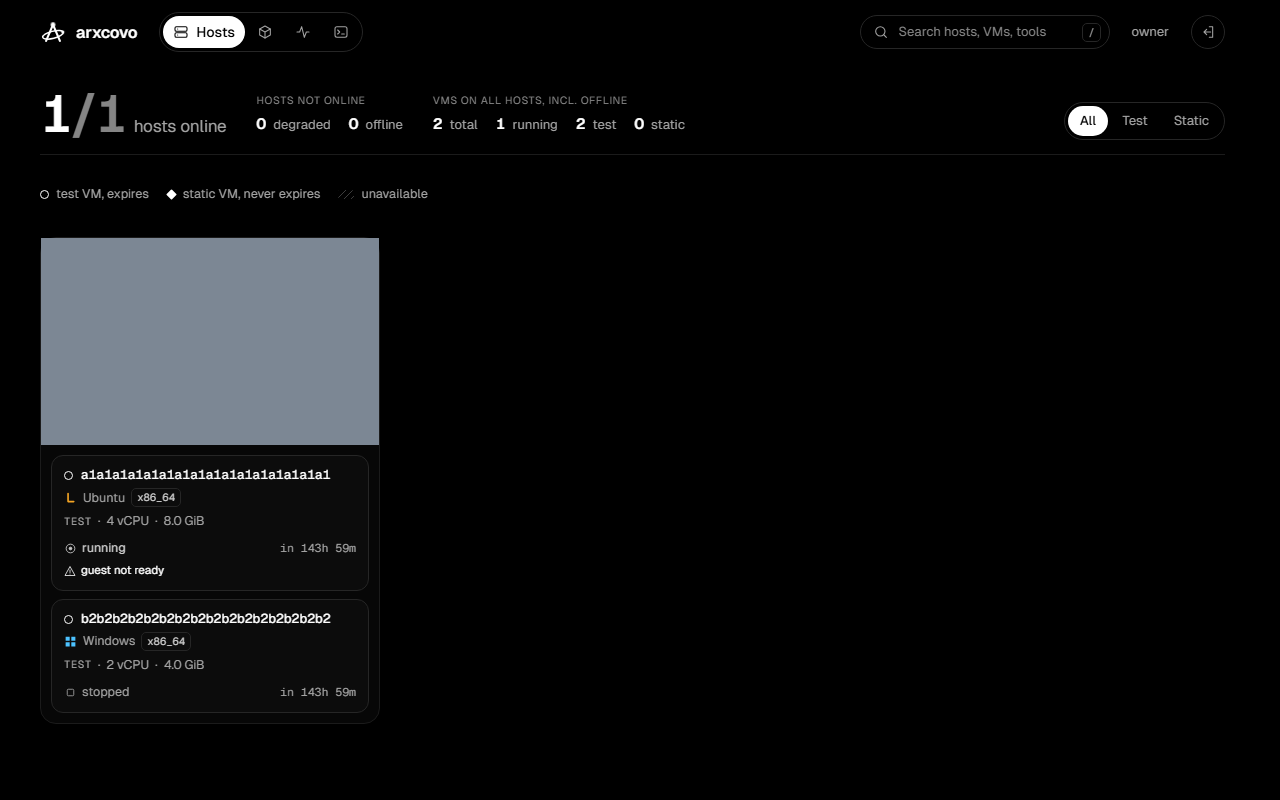 arxcovo
Hosts
Search hosts, VMs, tools /
owner
1/1 hosts online
HOSTS NOT ONLINE
0 degraded 0 offline
VMS ON ALL HOSTS, INCL. OFFLINE
2 total 1 running 2 test 0 static
All Test Static
test VM, expires static VM, never expires unavailable
a1a1a1a1a1a1a1a1a1a1a1a1a1a1a1a1
Ubuntu x86_64
TEST · 4 vCPU · 8.0 GiB
running in 143h 59m
guest not ready
b2b2b2b2b2b2b2b2b2b2b2b2b2b2b2b2
Windows x86_64
TEST · 2 vCPU · 4.0 GiB
stopped in 143h 59m